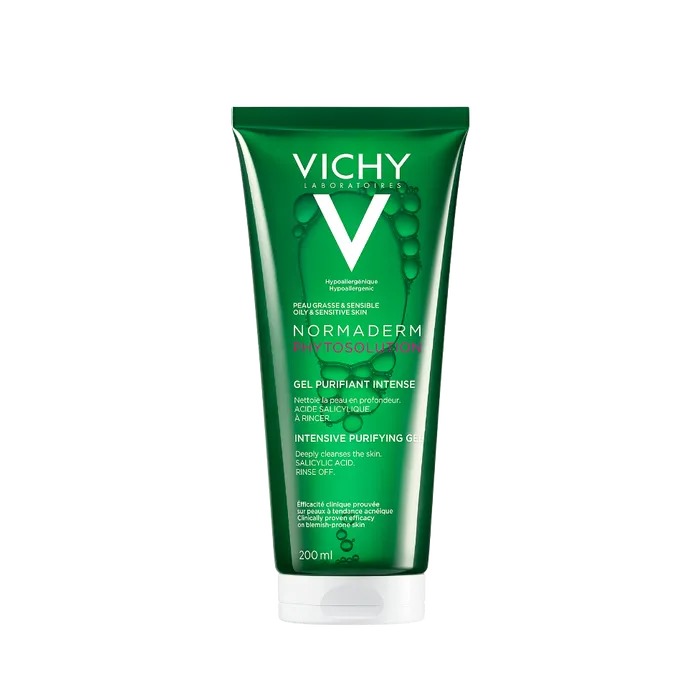 VICHY
LABORATOIRES
V
Hypoallergénique
Hypoallergenic
PEAU GRASSE & SENSIBLE
OILY & SENSITIVE SKIN
NORMADERM
PHYTOSOLUTION
GEL PURIFIANT INTENSE
Nettoie la peau en profondeur.
ACIDE SALICYLIQUE.
À RINCER.
INTENSIVE PURIFYING GEL
Deeply cleanses the skin.
SALICYLIC ACID.
RINSE OFF.
Efficacité clinique prouvée
sur peaux à tendance acnéique
Clinically proven efficacy
on blemish-prone skin
200 ml